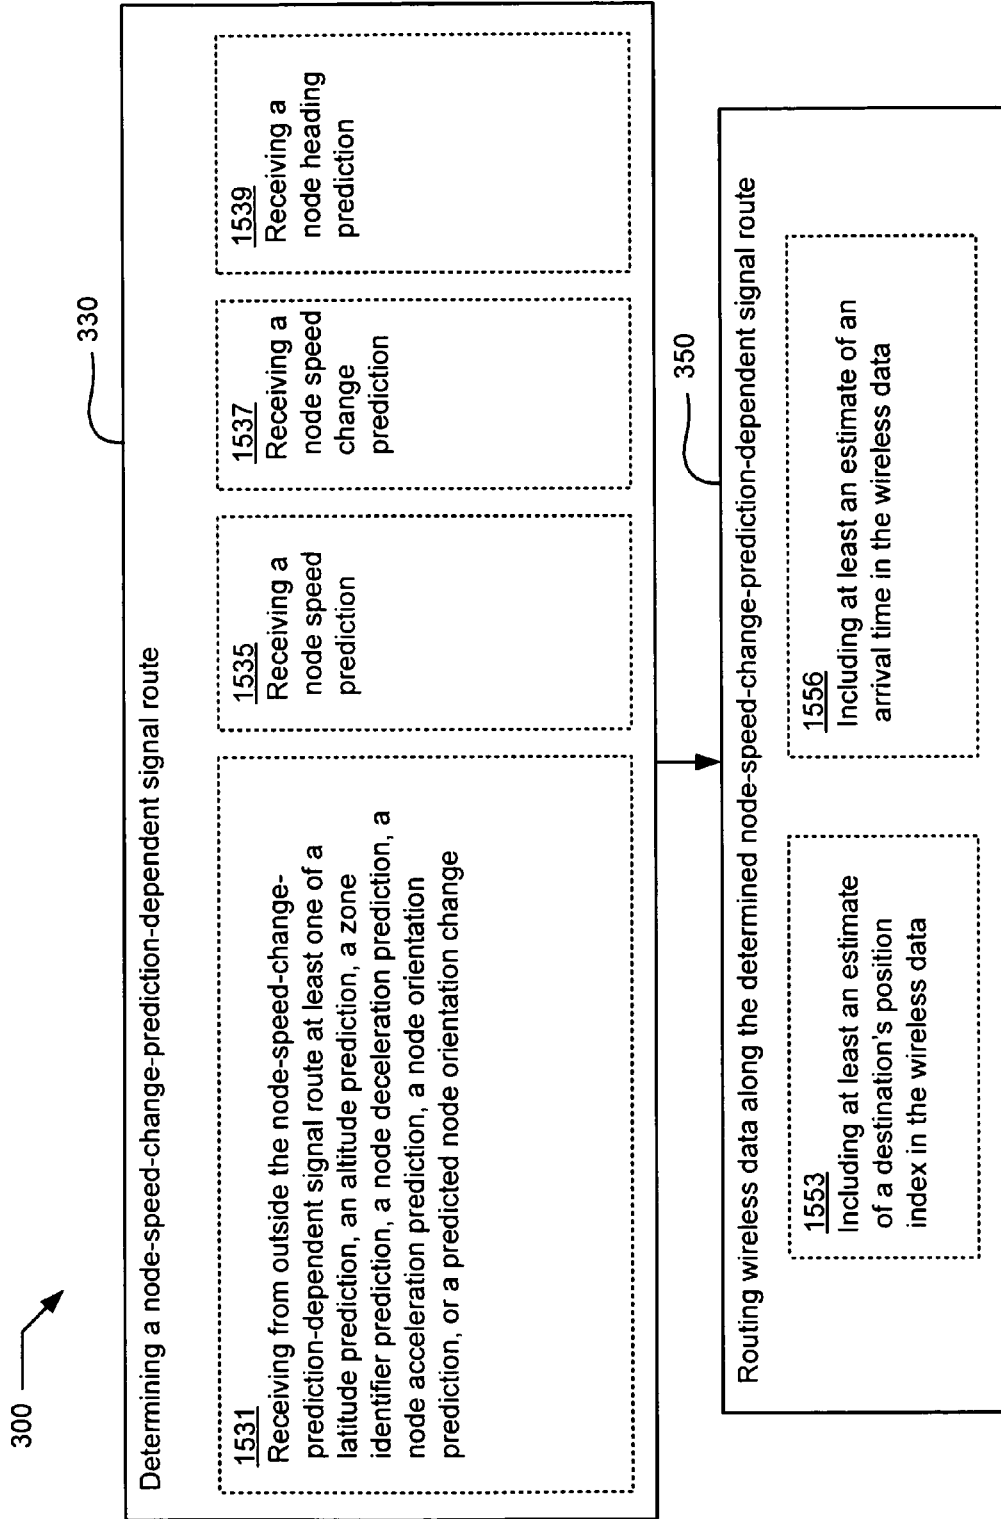 300
330
Determining a node-speed-change-prediction-dependent signal route
1531
Receiving from outside the node-speed-change-
prediction-dependent signal route at least one of a
latitude prediction, an altitude prediction, a zone
identifier prediction, a node deceleration prediction, a
node acceleration prediction, a node orientation
prediction, or a predicted node orientation change
1535
Receiving a
node speed
prediction
1537
Receiving a
node speed
change
prediction
1539
Receiving a
node heading
prediction
350
Routing wireless data along the determined node-speed-change-prediction-dependent signal route
1553
Including at least an estimate
of a destination's position
index in the wireless data
1556
Including at least an estimate of an
arrival time in the wireless data